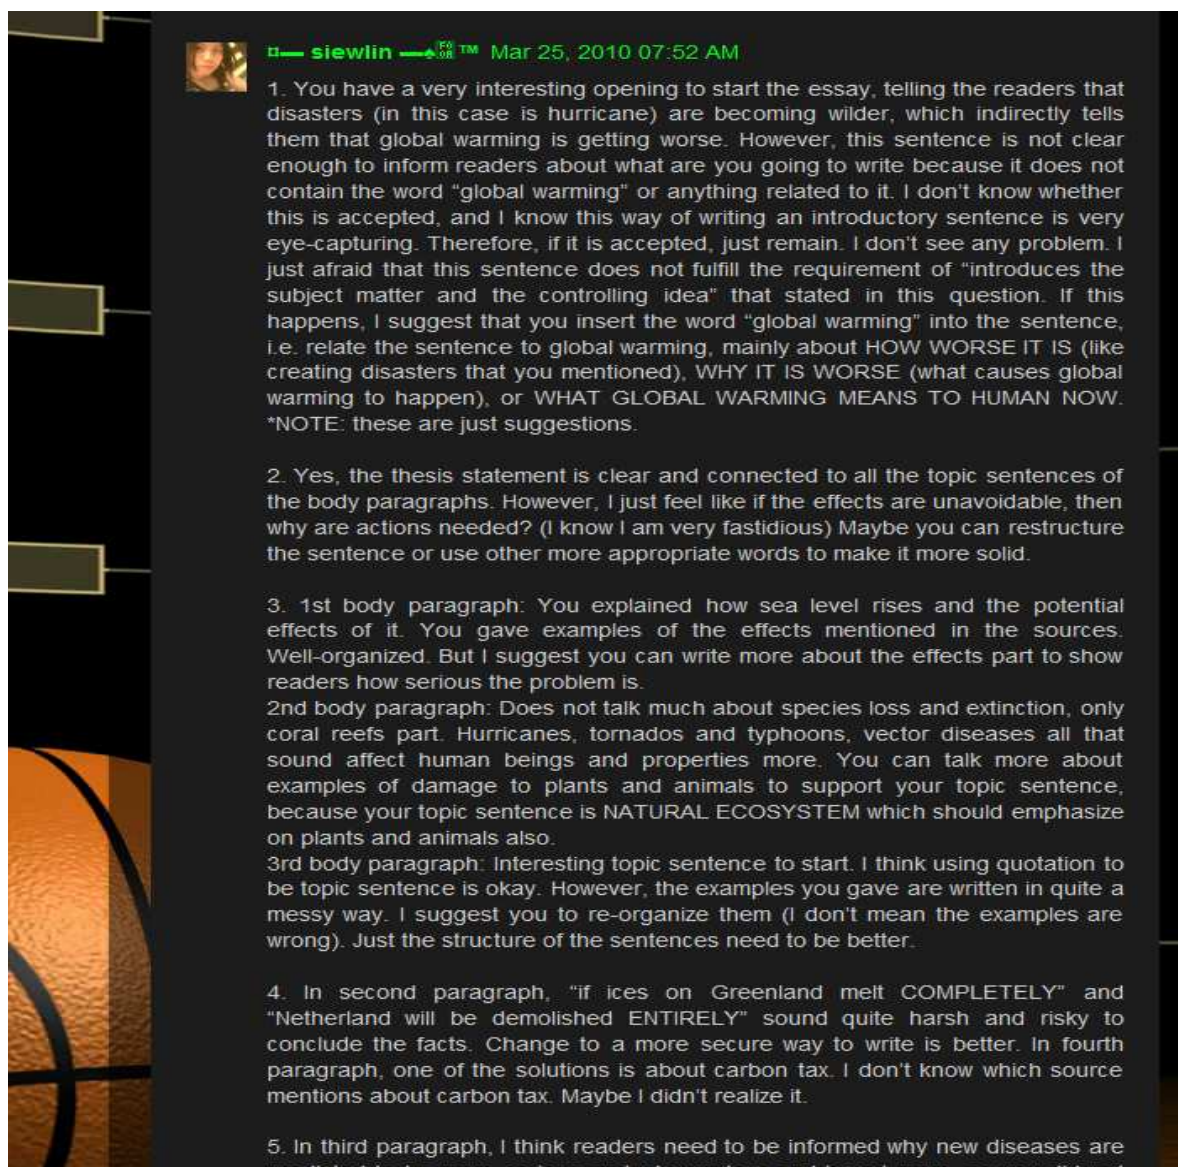 ¤— siewlin —♠™ Mar 25, 2010 07:52 AM
1. You have a very interesting opening to start the essay, telling the readers that
disasters (in this case is hurricane) are becoming wilder, which indirectly tells
them that global warming is getting worse. However, this sentence is not clear
enough to inform readers about what are you going to write because it does not
contain the word “global warming” or anything related to it. I don’t know whether
this is accepted, and I know this way of writing an introductory sentence is very
eye-capturing. Therefore, if it is accepted, just remain. I don’t see any problem. I
just afraid that this sentence does not fulfill the requirement of “introduces the
subject matter and the controlling idea” that stated in this question. If this
happens, I suggest that you insert the word “global warming” into the sentence,
i.e. relate the sentence to global warming, mainly about HOW WORSE IT IS (like
creating disasters that you mentioned), WHY IT IS WORSE (what causes global
warming to happen), or WHAT GLOBAL WARMING MEANS TO HUMAN NOW.
*NOTE: these are just suggestions.
2. Yes, the thesis statement is clear and connected to all the topic sentences of
the body paragraphs. However, I just feel like if the effects are unavoidable, then
why are actions needed? (I know I am very fastidious) Maybe you can restructure
the sentence or use other more appropriate words to make it more solid.
3. 1st body paragraph: You explained how sea level rises and the potential
effects of it. You gave examples of the effects mentioned in the sources.
Well-organized. But I suggest you can write more about the effects part to show
readers how serious the problem is.
2nd body paragraph: Does not talk much about species loss and extinction, only
coral reefs part. Hurricanes, tornados and typhoons, vector diseases all that
sound affect human beings and properties more. You can talk more about
examples of damage to plants and animals to support your topic sentence,
because your topic sentence is NATURAL ECOSYSTEM which should emphasize
on plants and animals also.
3rd body paragraph: Interesting topic sentence to start. I think using quotation to
be topic sentence is okay. However, the examples you gave are written in quite a
messy way. I suggest you to re-organize them (I don’t mean the examples are
wrong). Just the structure of the sentences need to be better.
4. In second paragraph, “if ices on Greenland melt COMPLETELY” and
“Netherland will be demolished ENTIRELY” sound quite harsh and risky to
conclude the facts. Change to a more secure way to write is better. In fourth
paragraph, one of the solutions is about carbon tax. I don’t know which source
mentions about carbon tax. Maybe I didn’t realize it.
5. In third paragraph, I think readers need to be informed why new diseases are